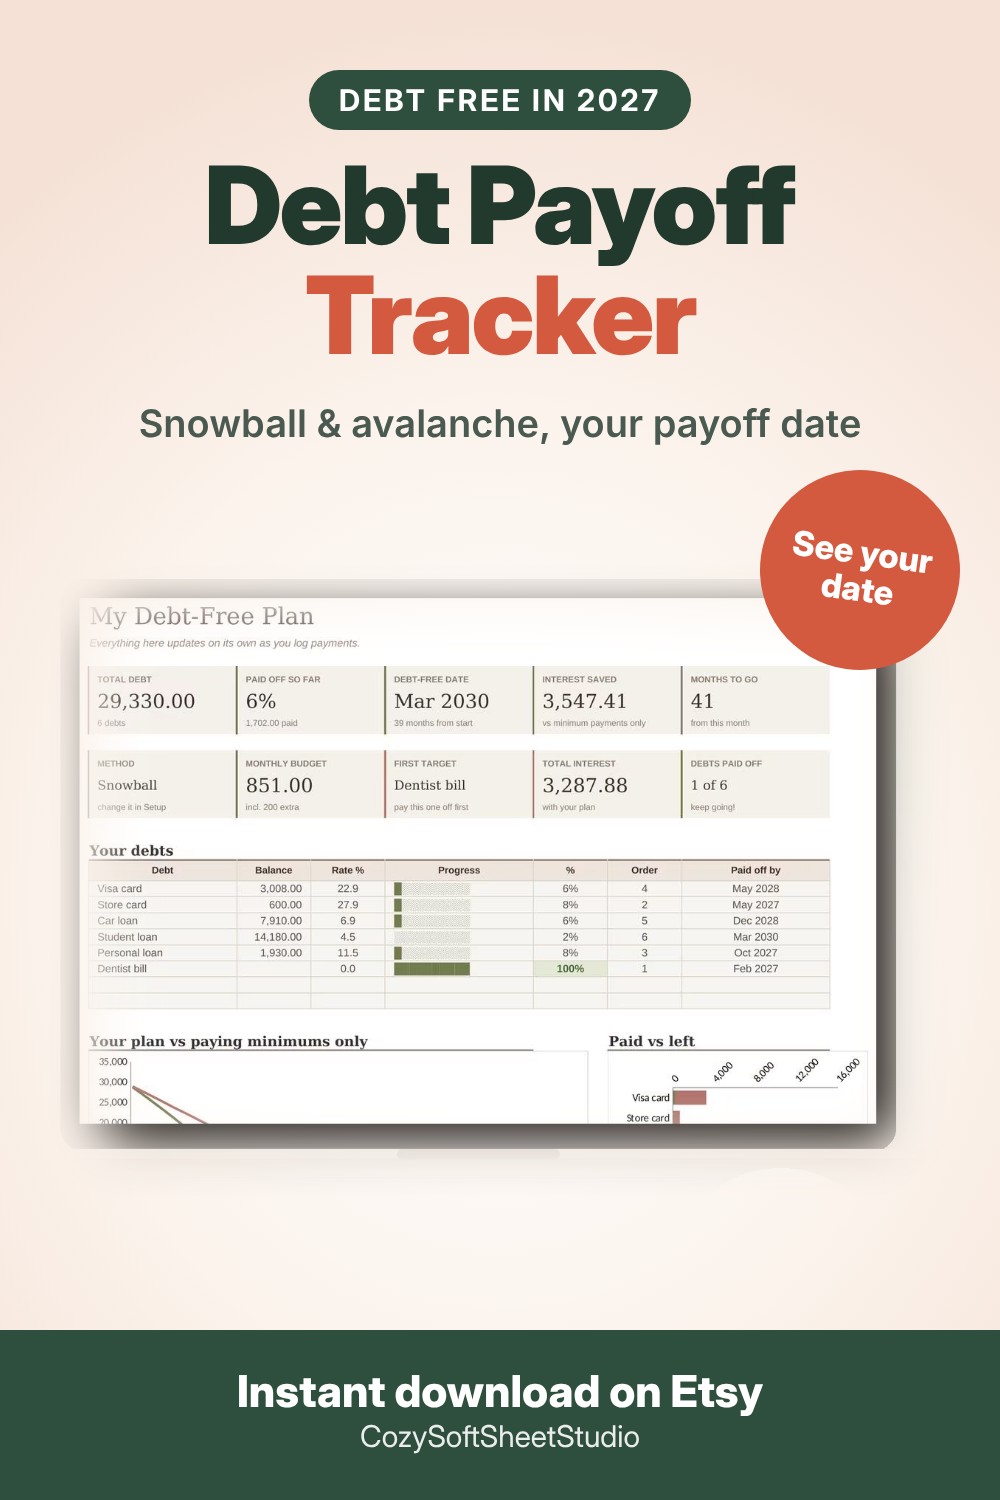 DEBT FREE IN 2027
Debt Payoff
Tracker
Snowball & avalanche, your payoff date
See your
date
My Debt-Free Plan
Everything here updates on its own as you log payments.
TOTAL DEBT PAID OFF SO FAR DEBT-FREE DATE INTEREST SAVED MONTHS TO GO
29,330.00 6% Mar 2030 3,547.41 41
6 debts 1,702.00 paid 39 months from start vs minimum payments only from this month
METHOD MONTHLY BUDGET FIRST TARGET TOTAL INTEREST DEBTS PAID OFF
Snowball 851.00 Dentist bill 3,287.88 1 of 6
change it in Setup incl. 200 extra pay this one off first with your plan keep going!
Your debts
Debt Balance Rate % Progress % Order Paid off by
Visa card 3,008.00 22.9 6% 4 May 2028
Store card 600.00 27.9 8% 2 May 2027
Car loan 7,910.00 6.9 6% 5 Dec 2028
Student loan 14,180.00 4.5 2% 6 Mar 2030
Personal loan 1,930.00 11.5 8% 3 Oct 2027
Dentist bill 0.0 100% 1 Feb 2027
Your plan vs paying minimums only
35,000
30,000
25,000
20,000
Paid vs left
0 4,000 8,000 12,000 16,000
Visa card
Store card
Instant download on Etsy
CozySoftSheetStudio